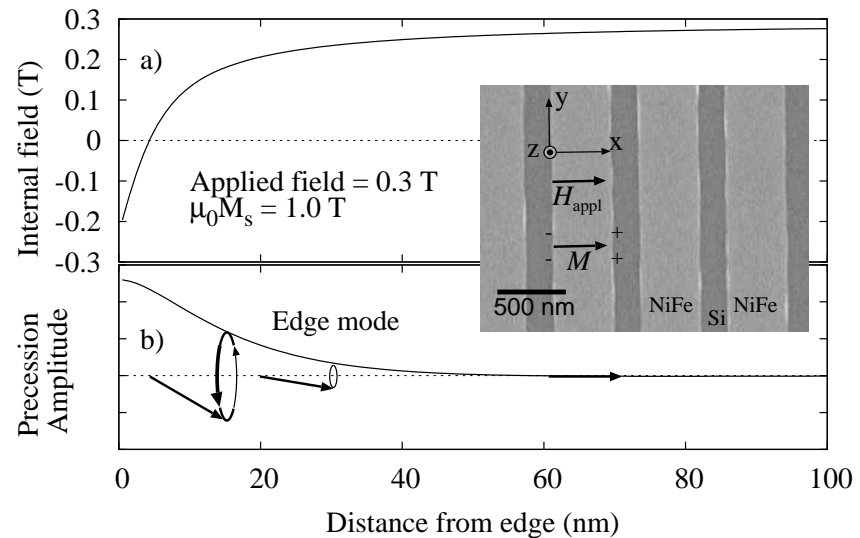 0.3
0.2
0.1
0
-0.1
-0.2
-0.3
Internal field (T)
a)
Applied field = 0.3 T
μ₀Mₛ = 1.0 T
y
z
x
H_appl
- +
- +
M
500 nm
NiFe
Si
NiFe
b)
Edge mode
Precession
Amplitude
0
20
40
60
80
100
Distance from edge (nm)